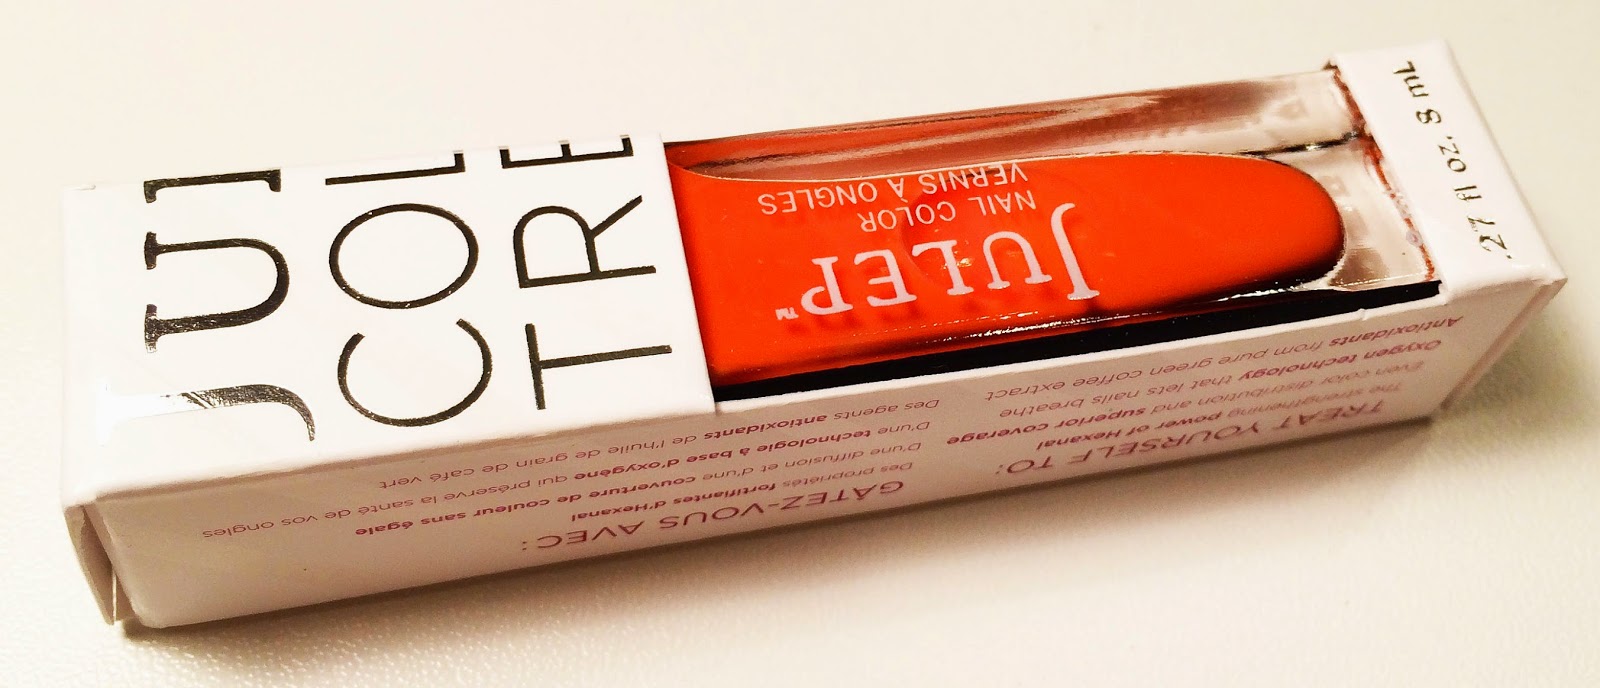 JU
COL
TRE
JULEP™
NAIL COLOR
VERNIS À ONGLES
.27 fl oz. 8 mL
TREAT YOURSELF TO:
The strengthening power of Hexanal
Even color distribution and superior coverage
Oxygen technology that lets nails breathe
Antioxidants from pure green coffee extract
GÂTEZ-VOUS AVEC:
Des propriétés fortifiantes d'Hexanal
D'une diffusion et d'une couverture de couleur sans égale
D'une technologie à base d'oxygène qui préserve la santé de vos ongles
Des agents antioxidants de l'huile de grain de café vert